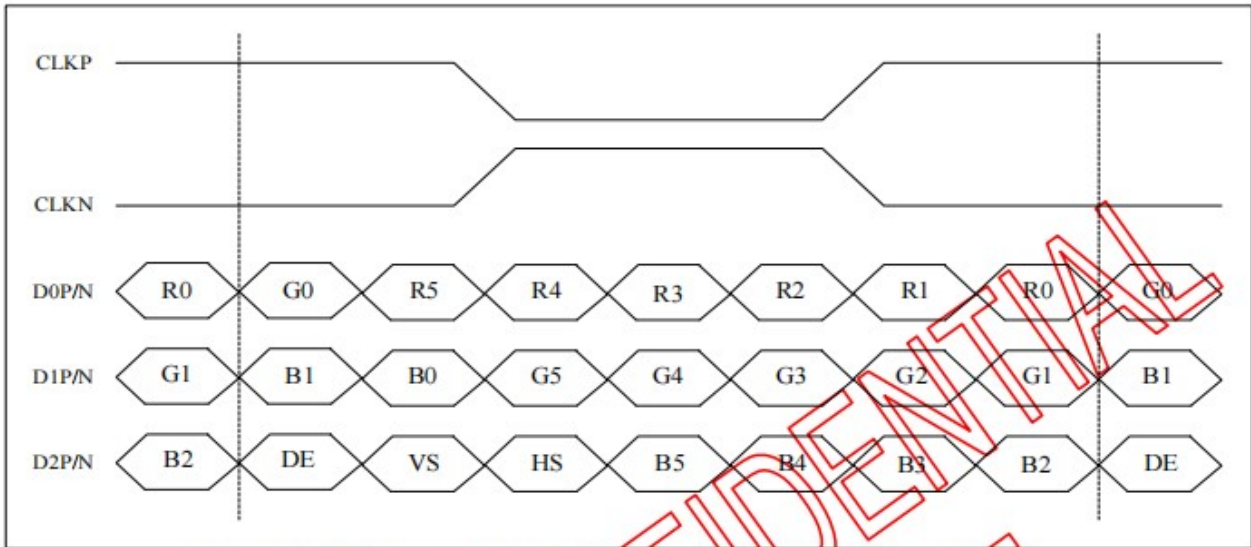 CLKP
CLKN
D0P/N R0 G0 R5 R4 R3 R2 R1 R0 G0
D1P/N G1 B1 B0 G5 G4 G3 G2 G1 B1
D2P/N B2 DE VS HS B5 B4 B3 B2 DE
FIDENTIAL